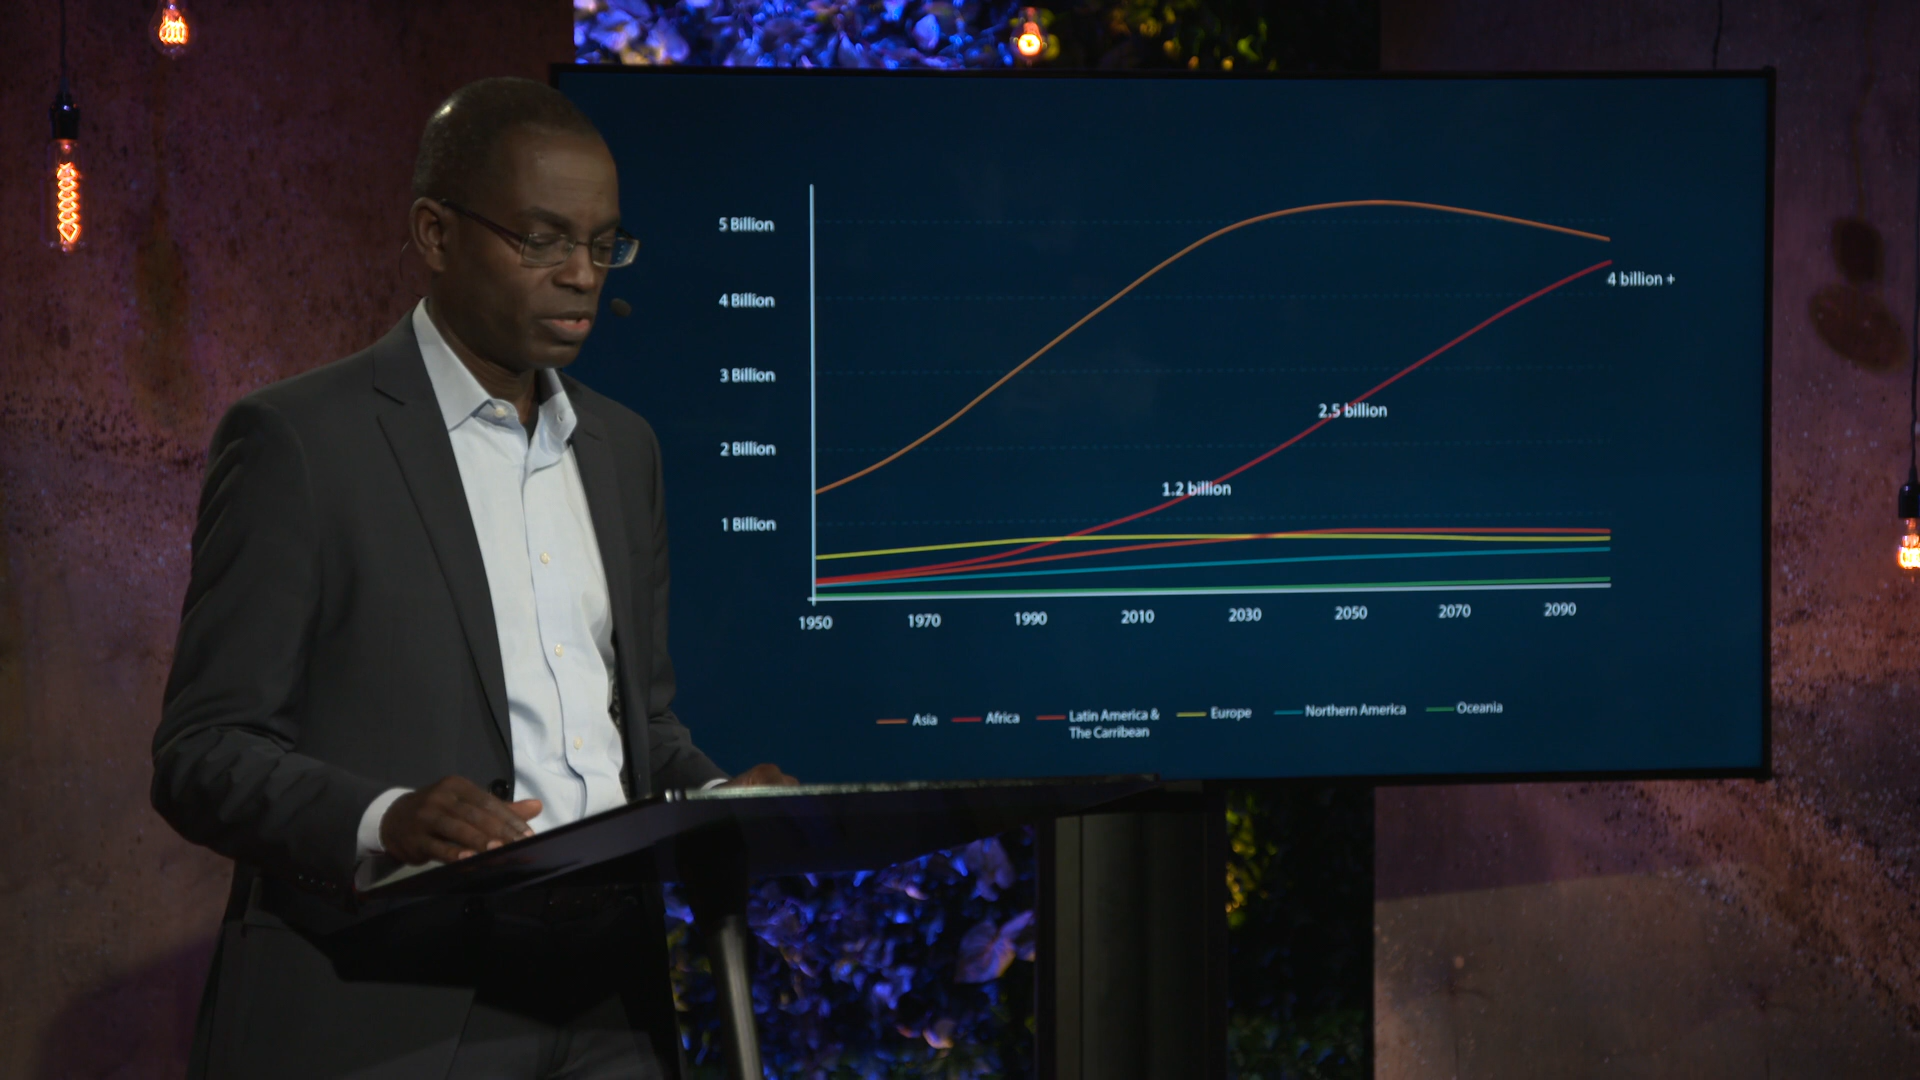 5 Billion
4 Billion
4 billion +
3 Billion
2.5 billion
2 Billion
1.2 billion
1 Billion
1950 1970 1990 2010 2030 2050 2070 2090
Asia Africa Latin America & Europe Northern America Oceania
The Carribean